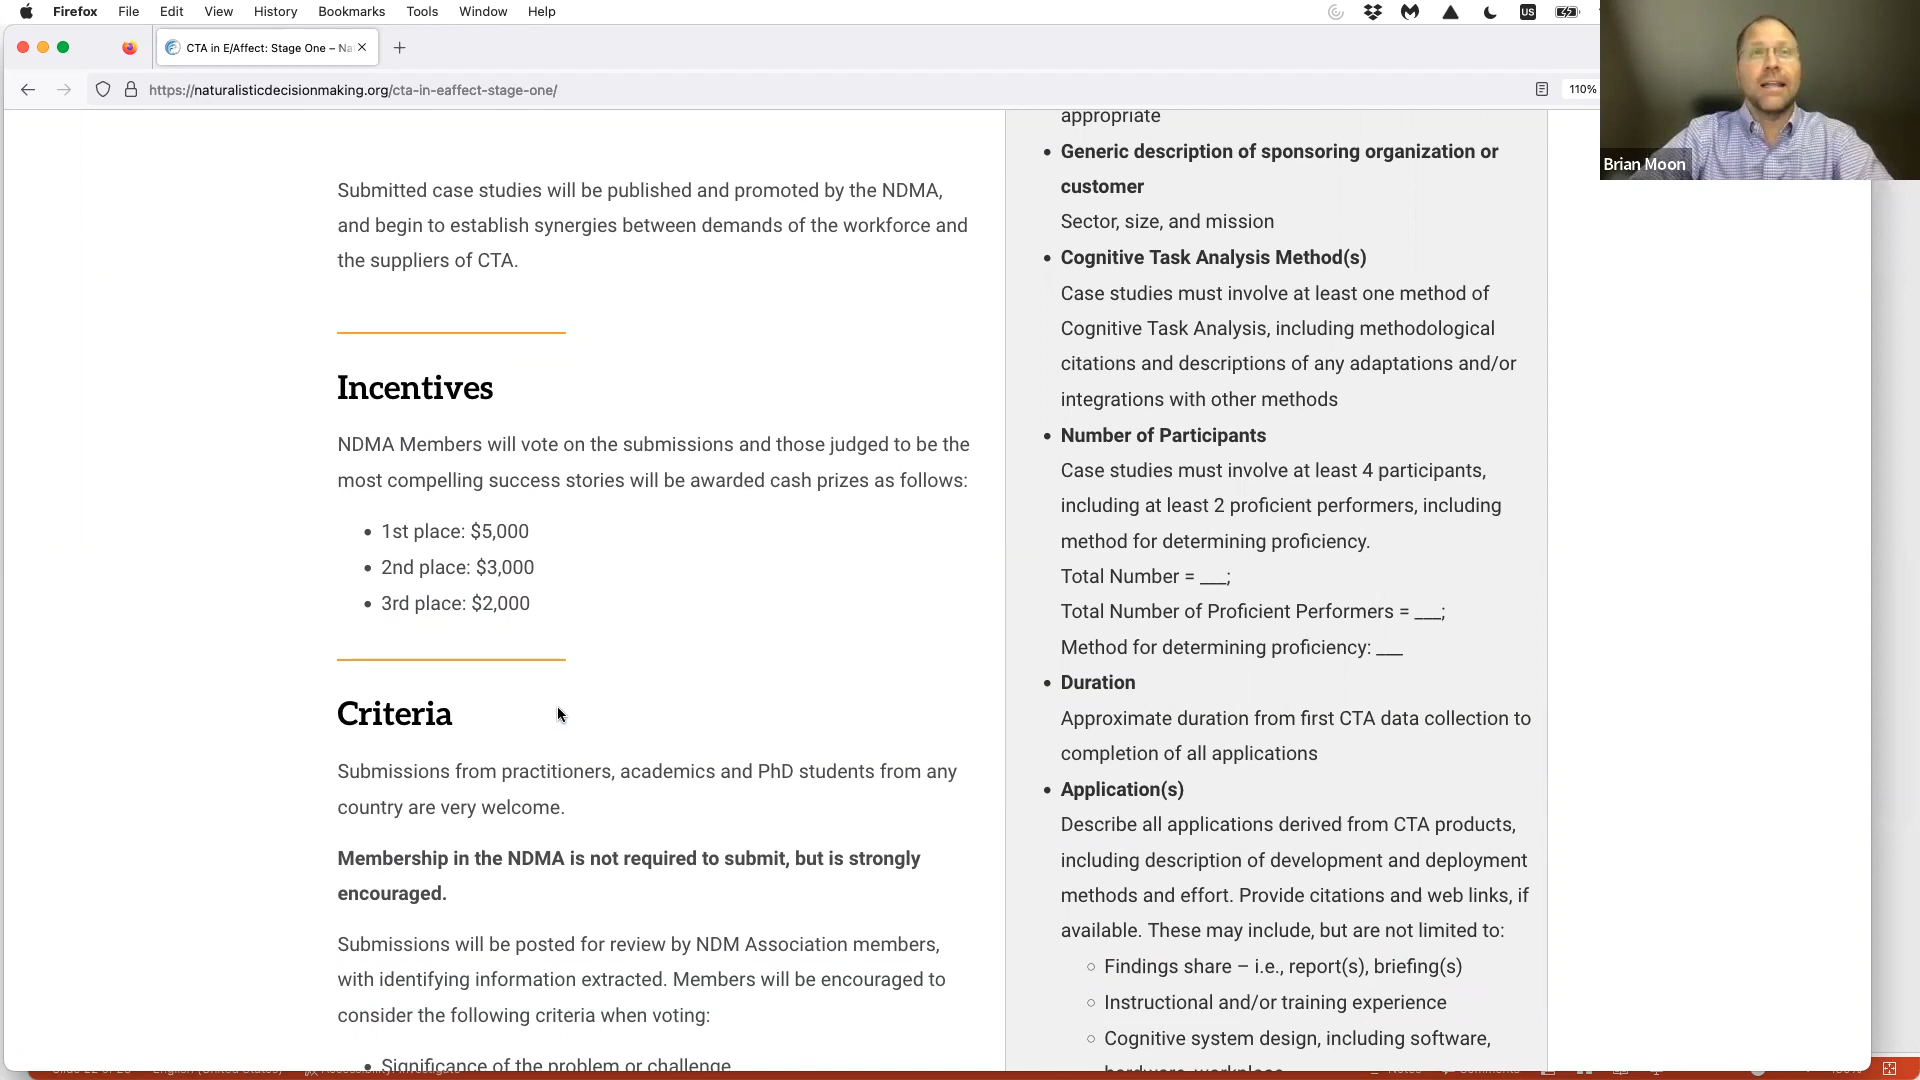 Firefox File Edit View History Bookmarks Tools Window Help
US
CTA in E/Affect: Stage One – Na
https://naturalisticdecisionmaking.org/cta-in-eaffect-stage-one/
110%
Brian Moon
Submitted case studies will be published and promoted by the NDMA,
and begin to establish synergies between demands of the workforce and
the suppliers of CTA.
Incentives
NDMA Members will vote on the submissions and those judged to be the
most compelling success stories will be awarded cash prizes as follows:
• 1st place: $5,000
• 2nd place: $3,000
• 3rd place: $2,000
Criteria
Submissions from practitioners, academics and PhD students from any
country are very welcome.
Membership in the NDMA is not required to submit, but is strongly
encouraged.
Submissions will be posted for review by NDM Association members,
with identifying information extracted. Members will be encouraged to
consider the following criteria when voting:
• Significance of the problem or challenge
appropriate
• Generic description of sponsoring organization or
customer
Sector, size, and mission
• Cognitive Task Analysis Method(s)
Case studies must involve at least one method of
Cognitive Task Analysis, including methodological
citations and descriptions of any adaptations and/or
integrations with other methods
• Number of Participants
Case studies must involve at least 4 participants,
including at least 2 proficient performers, including
method for determining proficiency.
Total Number = ___;
Total Number of Proficient Performers = ___;
Method for determining proficiency: ___
• Duration
Approximate duration from first CTA data collection to
completion of all applications
• Application(s)
Describe all applications derived from CTA products,
including description of development and deployment
methods and effort. Provide citations and web links, if
available. These may include, but are not limited to:
○ Findings share – i.e., report(s), briefing(s)
○ Instructional and/or training experience
○ Cognitive system design, including software,
hardware, workplace